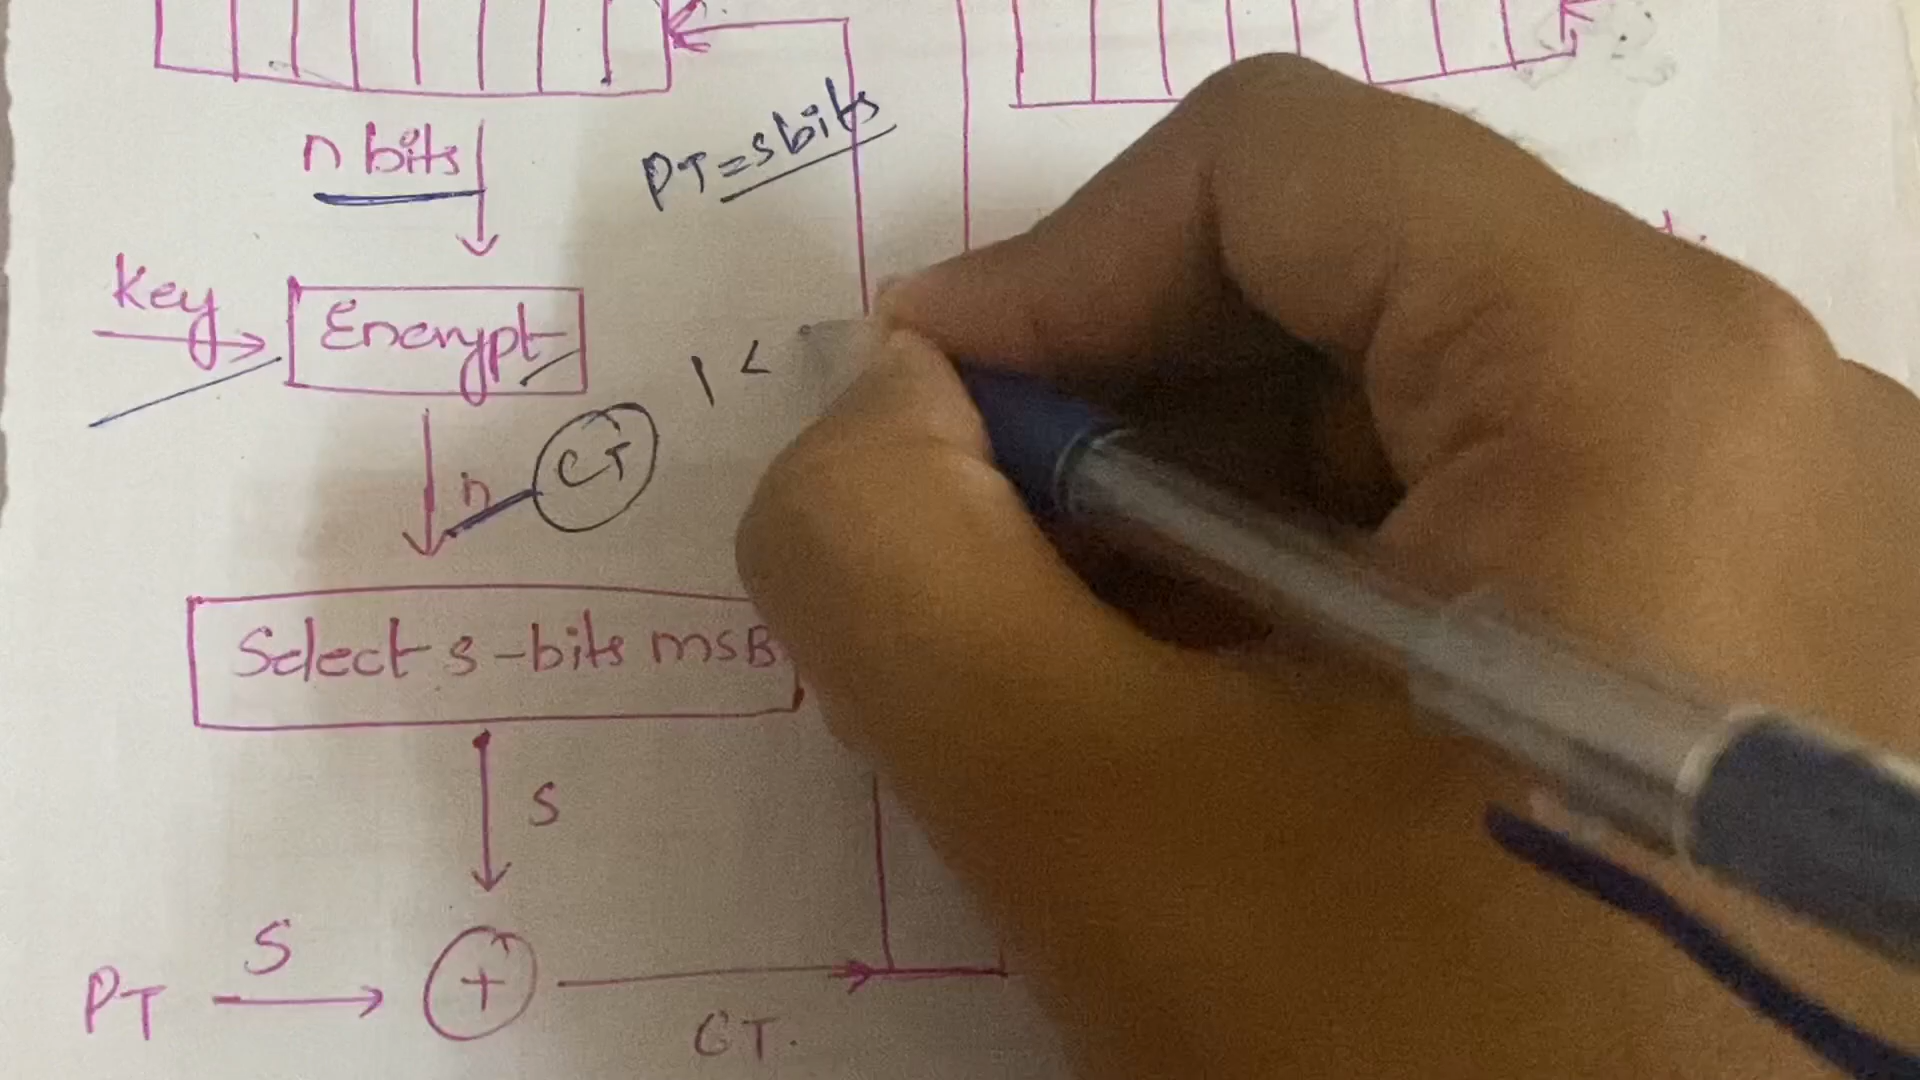 n bits
PT = s bits
Key
Encrypt
1 <
n
CT
Select s-bits MSB
S
S
PT
+
CT.